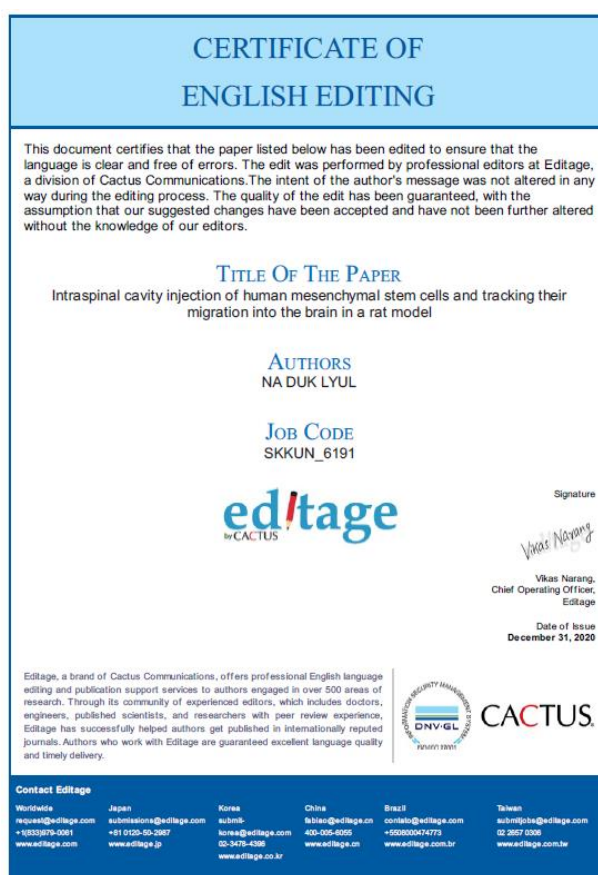 CERTIFICATE OF
ENGLISH EDITING
This document certifies that the paper listed below has been edited to ensure that the
language is clear and free of errors. The edit was performed by professional editors at Editage,
a division of Cactus Communications.The intent of the author's message was not altered in any
way during the editing process. The quality of the edit has been guaranteed, with the
assumption that our suggested changes have been accepted and have not been further altered
without the knowledge of our editors.
TITLE OF THE PAPER
Intraspinal cavity injection of human mesenchymal stem cells and tracking their
migration into the brain in a rat model
AUTHORS
NA DUK LYUL
JOB CODE
SKKUN_6191
editage
by CACTUS
Signature
Vikas Narang
Vikas Narang,
Chief Operating Officer,
Editage
Date of Issue
December 31, 2020
Editage, a brand of Cactus Communications, offers professional English language
editing and publication support services to authors engaged in over 500 areas of
research. Through its community of experienced editors, which includes doctors,
engineers, published scientists, and researchers with peer review experience,
Editage has successfully helped authors get published in internationally reputed
journals. Authors who work with Editage are guaranteed excellent language quality
and timely delivery.
INFORMATION SECURITY MANAGEMENT SYSTEM
DNV·GL
ISO/IEC 27001
CACTUS.
Contact Editage
Worldwide
request@editage.com
+1(833)979-0061
www.editage.com
Japan
submissions@editage.com
+81 0120-50-2987
www.editage.jp
Korea
submit-
korea@editage.com
02-3478-4396
www.editage.co.kr
China
fabiao@editage.cn
400-005-6055
www.editage.cn
Brazil
contato@editage.com
+5508000474773
www.editage.com.br
Taiwan
submitjobs@editage.com
02 2657 0306
www.editage.com.tw